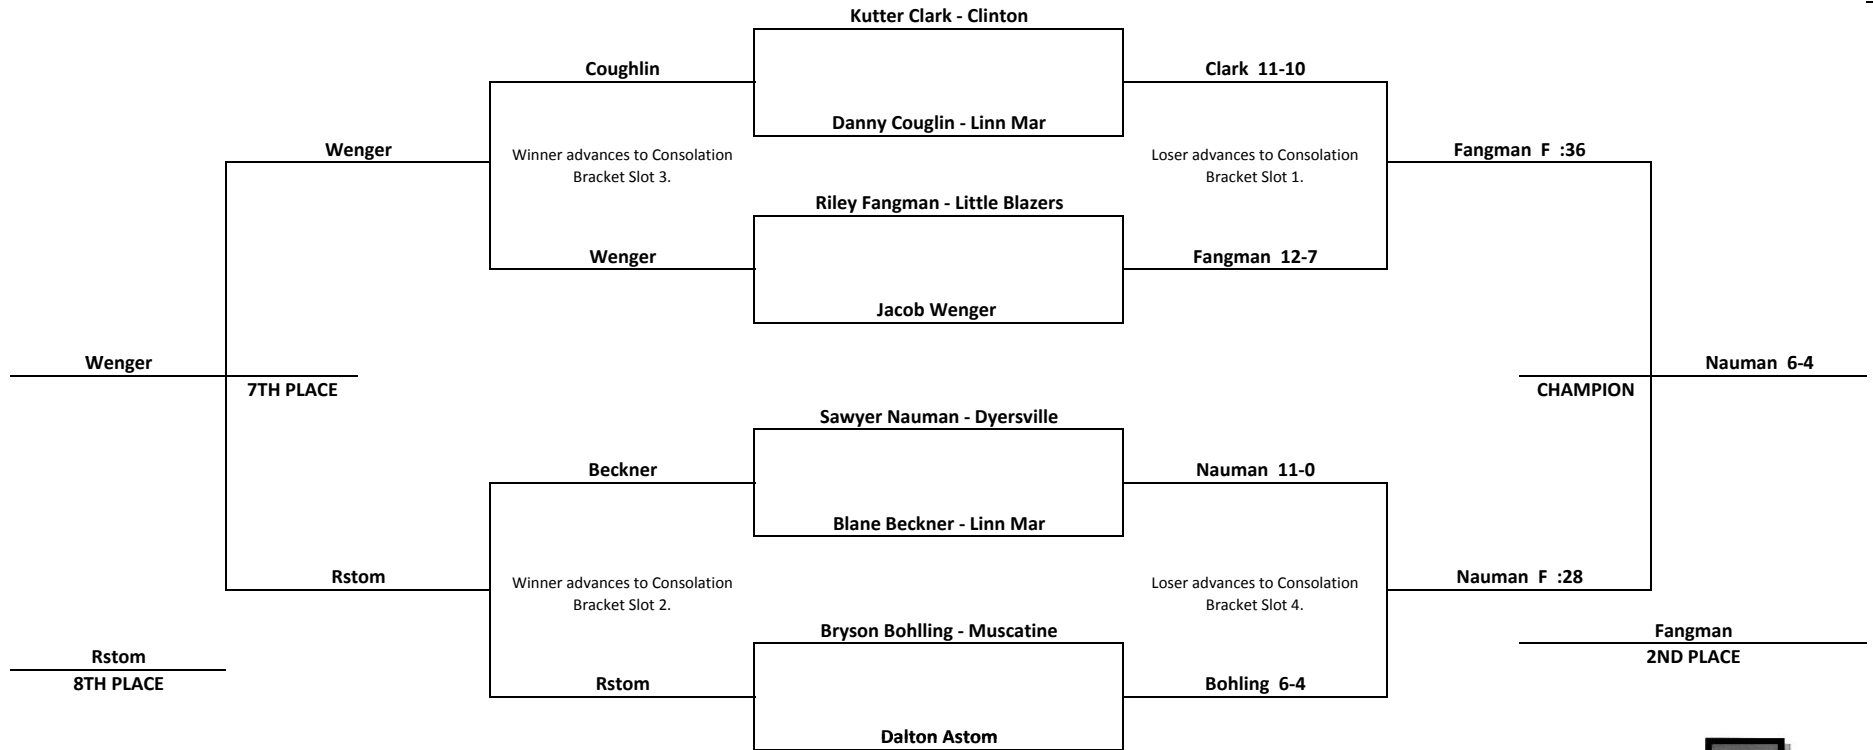 Kutter Clark - Clinton
Coughlin
Clark 11-10
Danny Couglin - Linn Mar
Wenger
Winner advances to Consolation
Bracket Slot 3.
Loser advances to Consolation
Bracket Slot 1.
Fangman F :36
Riley Fangman - Little Blazers
Wenger
Fangman 12-7
Jacob Wenger
Wenger
7TH PLACE
Nauman 6-4
CHAMPION
Sawyer Nauman - Dyersville
Beckner
Nauman 11-0
Blane Beckner - Linn Mar
Rstom
Winner advances to Consolation
Bracket Slot 2.
Loser advances to Consolation
Bracket Slot 4.
Nauman F :28
Bryson Bohlling - Muscatine
Rstom
8TH PLACE
Fangman
2ND PLACE
Rstom
Bohling 6-4
Dalton Astom